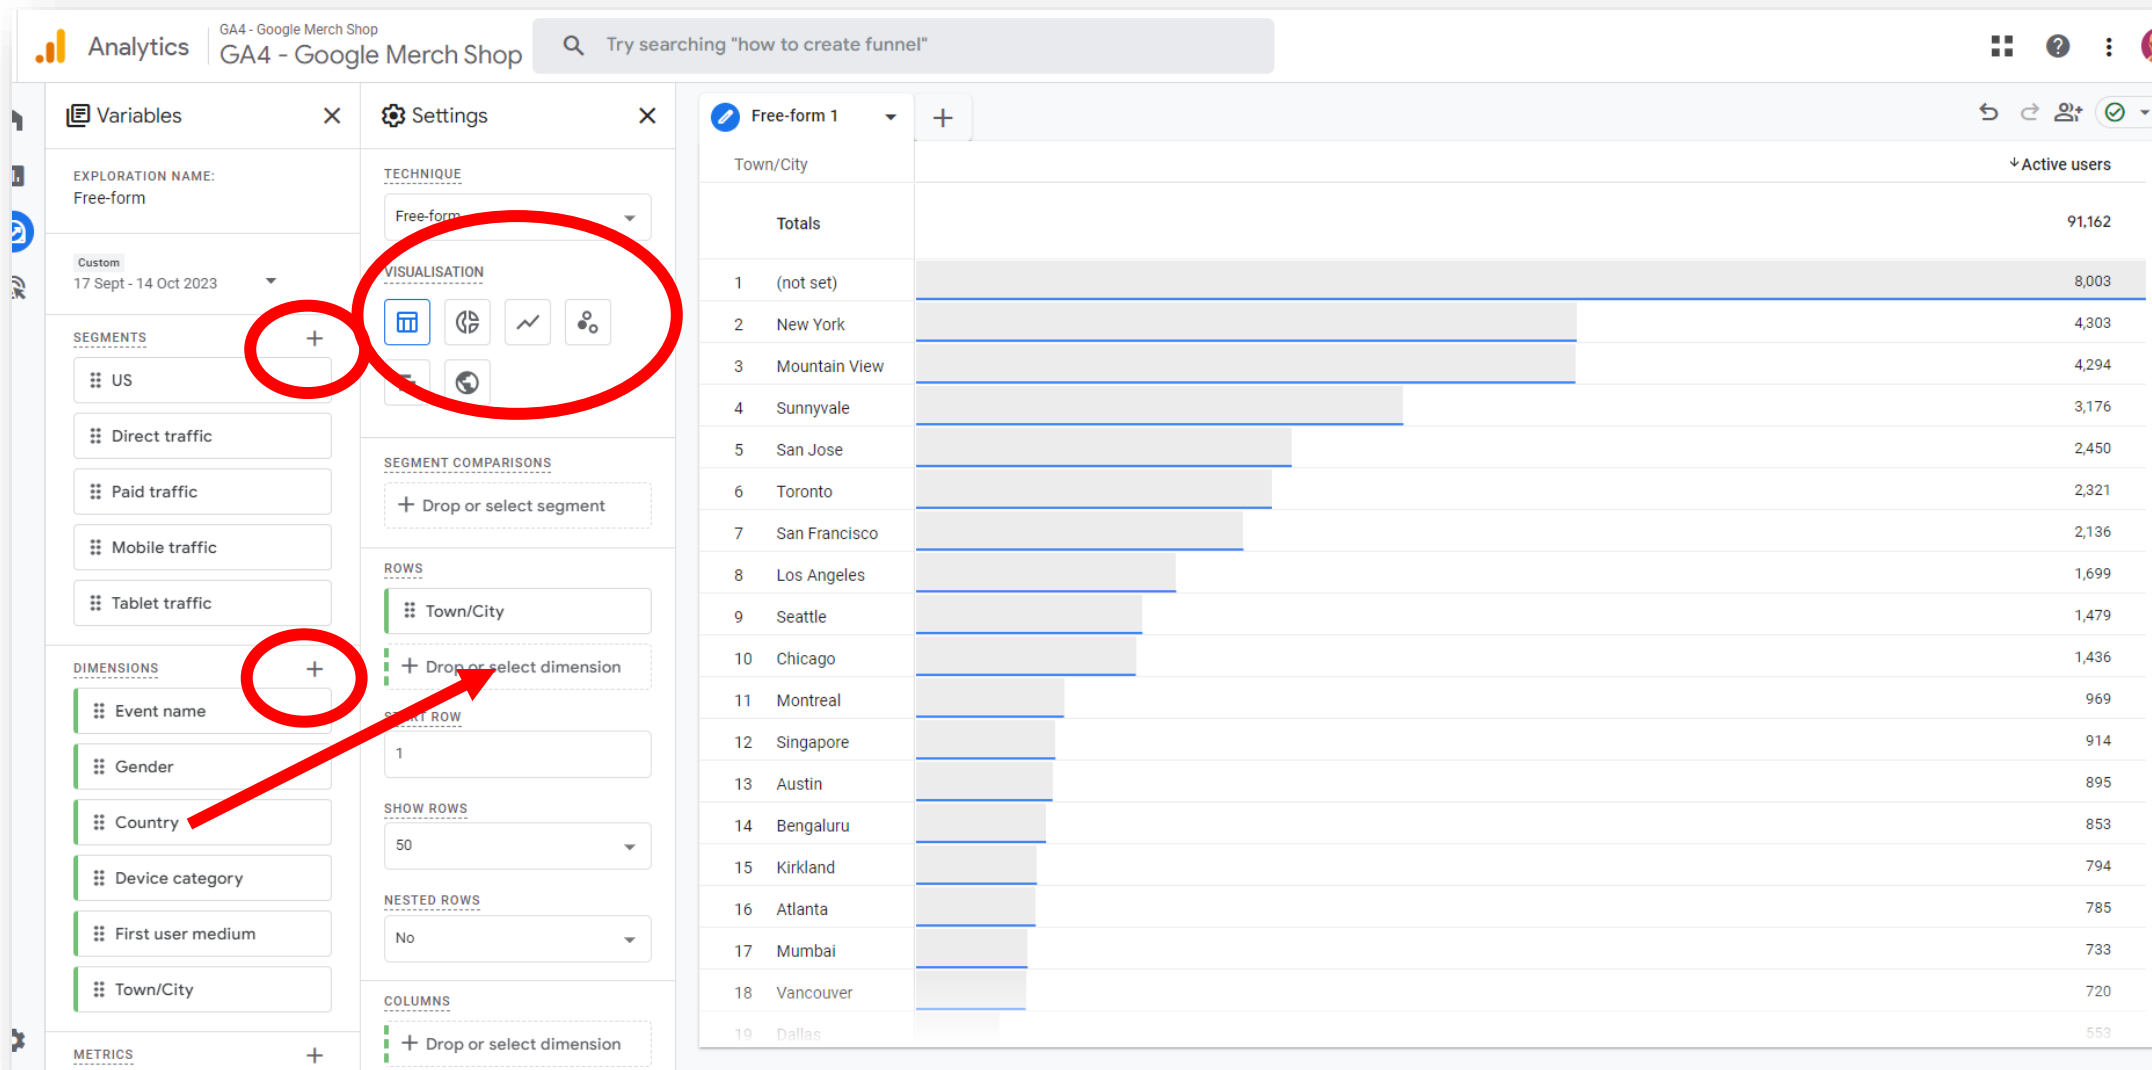 Analytics
GA4 - Google Merch Shop
GA4 - Google Merch Shop
Try searching "how to create funnel"
Variables
EXPLORATION NAME:
Free-form
Custom
17 Sept - 14 Oct 2023
SEGMENTS
US
Direct traffic
Paid traffic
Mobile traffic
Tablet traffic
DIMENSIONS
Event name
Gender
Country
Device category
First user medium
Town/City
METRICS
Settings
TECHNIQUE
Free-form
VISUALISATION
SEGMENT COMPARISONS
Drop or select segment
ROWS
Town/City
Drop or select dimension
START ROW
1
SHOW ROWS
50
NESTED ROWS
No
COLUMNS
Drop or select dimension
Free-form 1
Town/City Active users
Totals 91,162
1 (not set) 8,003
2 New York 4,303
3 Mountain View 4,294
4 Sunnyvale 3,176
5 San Jose 2,450
6 Toronto 2,321
7 San Francisco 2,136
8 Los Angeles 1,699
9 Seattle 1,479
10 Chicago 1,436
11 Montreal 969
12 Singapore 914
13 Austin 895
14 Bengaluru 853
15 Kirkland 794
16 Atlanta 785
17 Mumbai 733
18 Vancouver 720
19 Dallas 553